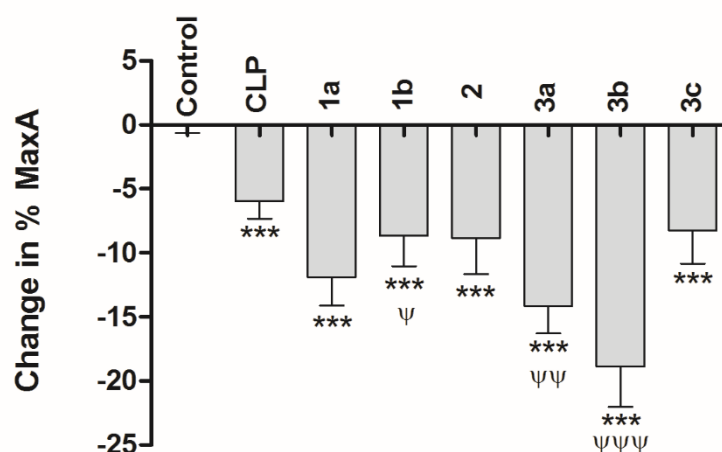 Change in % MaxA
5
0
-5
-10
-15
-20
-25
Control
CLP
1a
1b
2
3a
3b
3c
***
***
***
ψ
***
***
ψψ
***
ψψψ
***